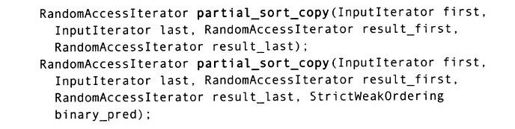 RandomAccessIterator partial_sort_copy(InputIterator first,
InputIterator last, RandomAccessIterator result_first,
RandomAccessIterator result_last);
RandomAccessIterator partial_sort_copy(InputIterator first,
InputIterator last, RandomAccessIterator result_first,
RandomAccessIterator result_last, StrictWeakOrdering
binary_pred);